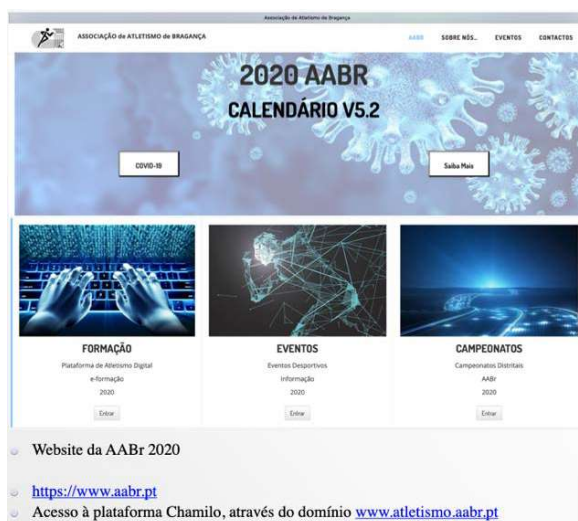 Associação de Atletismo de Bragança
ASSOCIAÇÃO de ATLETISMO de BRAGANÇA
AABR SOBRE NÓS... EVENTOS CONTACTOS
2020 AABR
CALENDÁRIO V5.2
COVID-19 Saiba Mais
FORMAÇÃO
Plataforma de Atletismo Digital
e-formação
2020
Entrar
EVENTOS
Eventos Desportivos
Informação
2020
Entrar
CAMPEONATOS
Campeonatos Distritais
AABr
2020
Entrar
Website da AABr 2020
https://www.aabr.pt
Acesso à plataforma Chamilo, através do domínio www.atletismo.aabr.pt